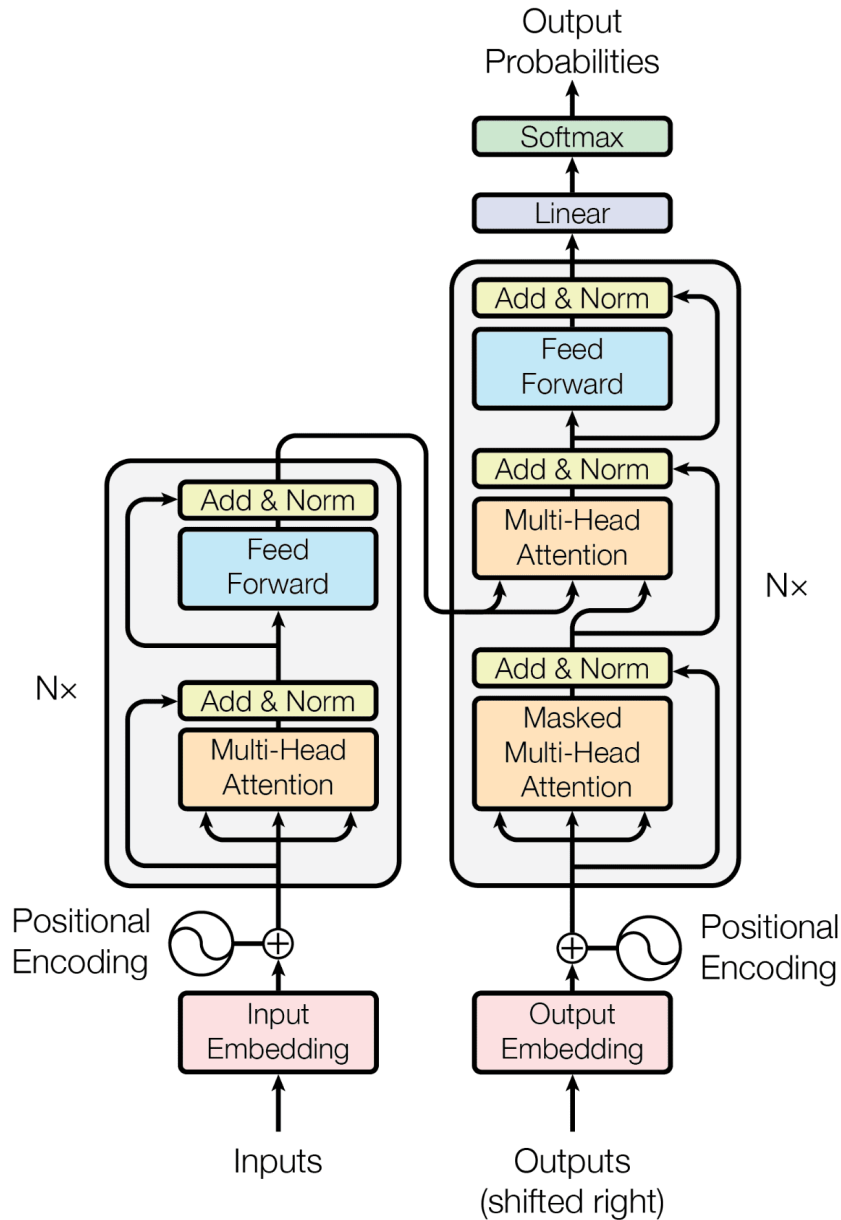 Output
Probabilities
Softmax
Linear
Add & Norm
Feed
Forward
Add & Norm
Multi-Head
Attention
Add & Norm
Masked
Multi-Head
Attention
N×
Add & Norm
Feed
Forward
Add & Norm
Multi-Head
Attention
N×
Positional
Encoding
Positional
Encoding
Input
Embedding
Output
Embedding
Inputs
Outputs
(shifted right)